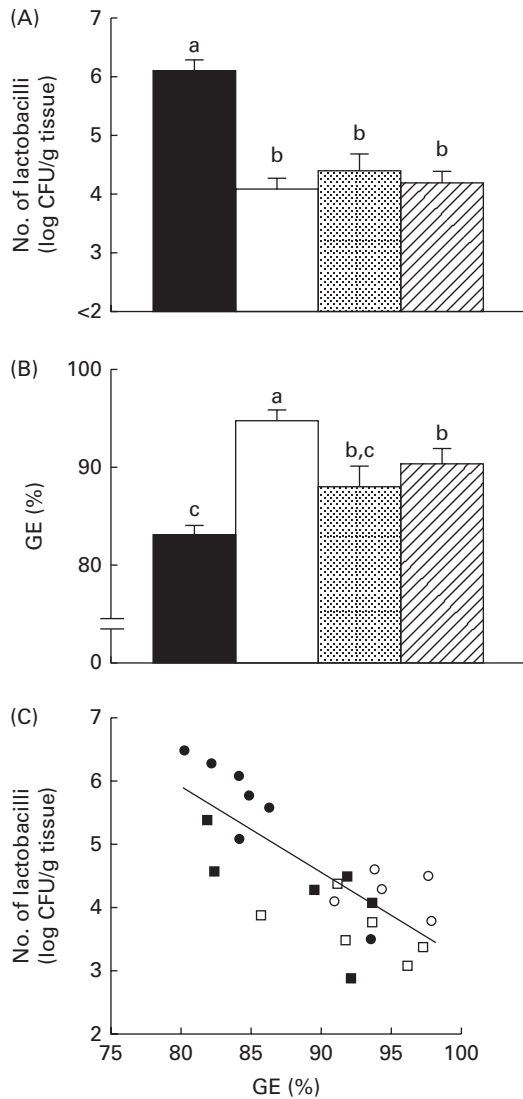 (A)
No. of lactobacilli
(log CFU/g tissue)
7
6
5
4
4
<2
a
b
b
b
(B)
GE (%)
100
90
80
0
c
a
b,c
b
(C)
No. of lactobacilli
(log CFU/g tissue)
7
6
5
4
3
2
75 80 85 90 95 100
GE (%)